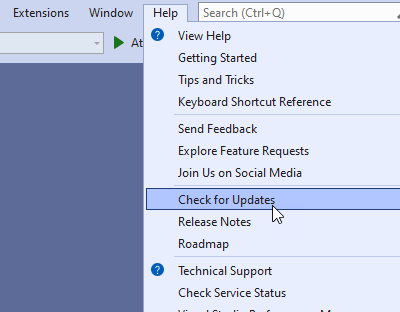 Extensions Window Help Search (Ctrl+Q)
At
View Help
Getting Started
Tips and Tricks
Keyboard Shortcut Reference
Send Feedback
Explore Feature Requests
Join Us on Social Media
Check for Updates
Release Notes
Roadmap
Technical Support
Check Service Status